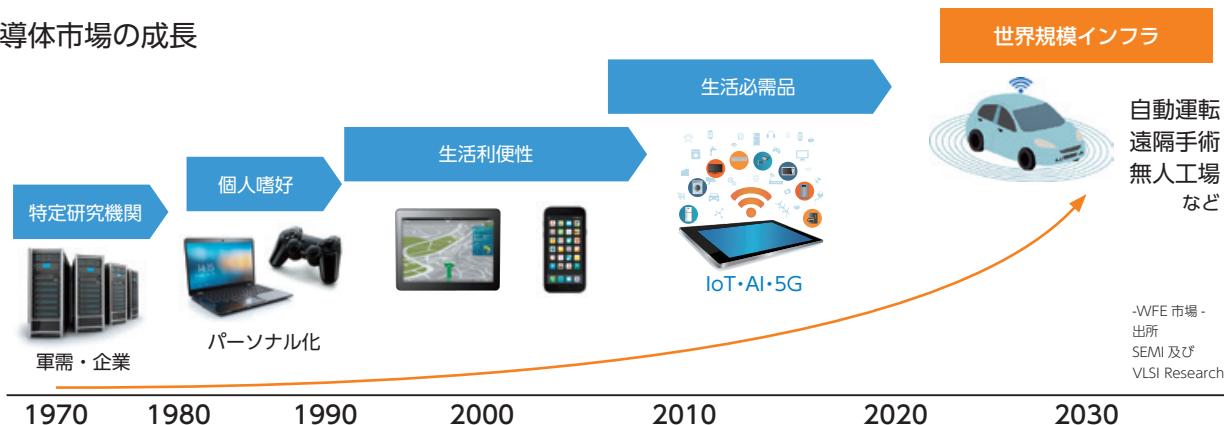 導体市場の成長
世界規模インフラ
生活必需品
生活利便性
個人嗜好
特定研究機関
自動運転
遠隔手術
無人工場
など
14:15
IoT・AI・5G
パーソナル化
軍需・企業
-WFE 市場 -
出所
SEMI 及び
VLSI Research
1970 1980 1990 2000 2010 2020 2030